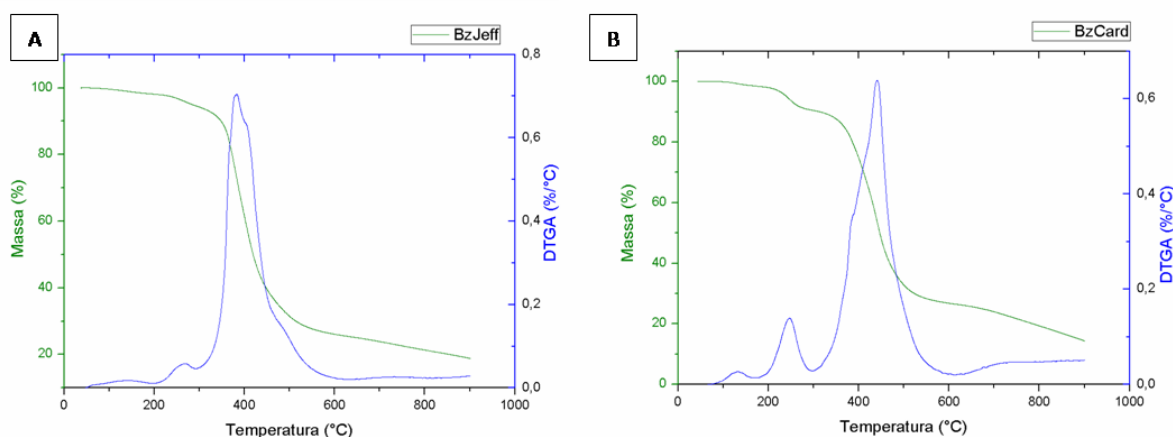 A
BzJeff
100
80
60
40
20
Massa (%)
0,8
0,6
0,4
0,2
0,0
DTGA (%/°C)
0 200 400 600 800 1000
Temperatura (°C)
B
BzCard
100
80
60
40
20
0
Massa (%)
0,6
0,4
0,2
0,0
DTGA (%/°C)
0 200 400 600 800 1000
Temperatura (°C)